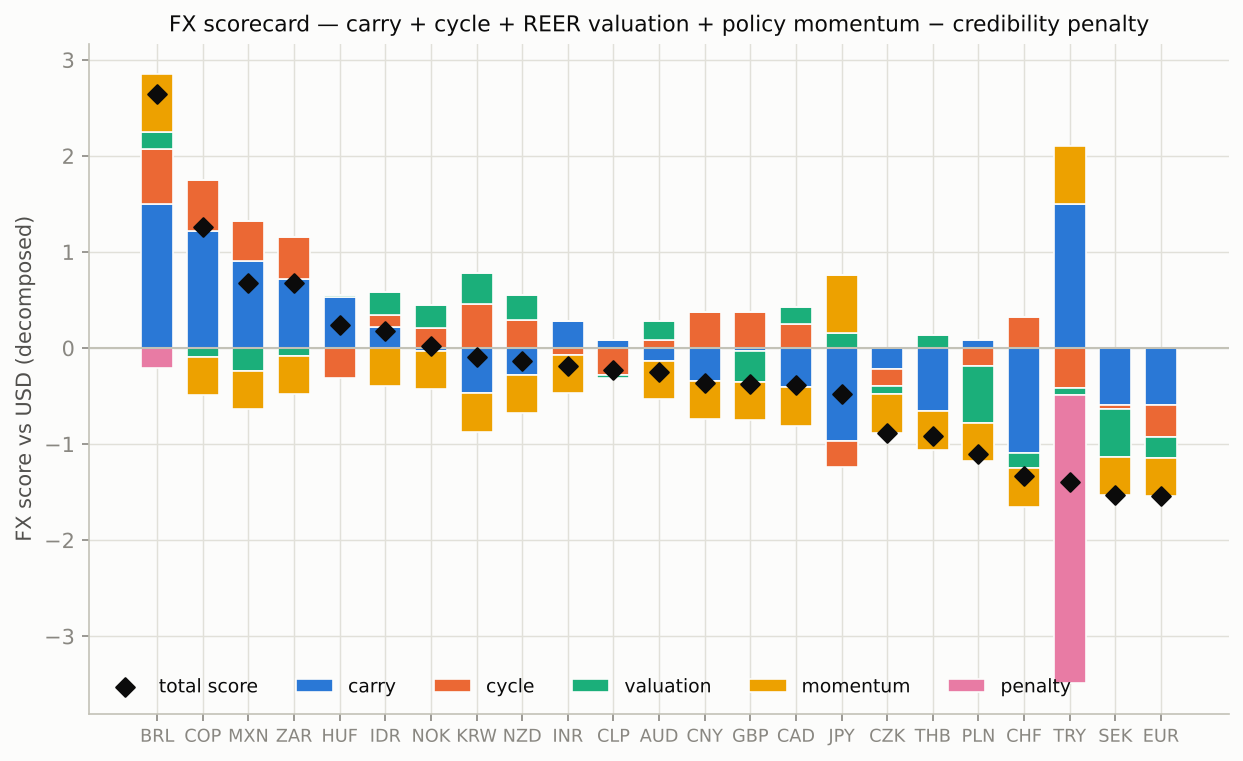 FX scorecard — carry + cycle + REER valuation + policy momentum − credibility penalty
FX score vs USD (decomposed)
3
2
1
0
−1
−2
−3
total score carry cycle valuation momentum penalty
BRL COP MXN ZAR HUF IDR NOK KRW NZD INR CLP AUD CNY GBP CAD JPY CZK THB PLN CHF TRY SEK EUR